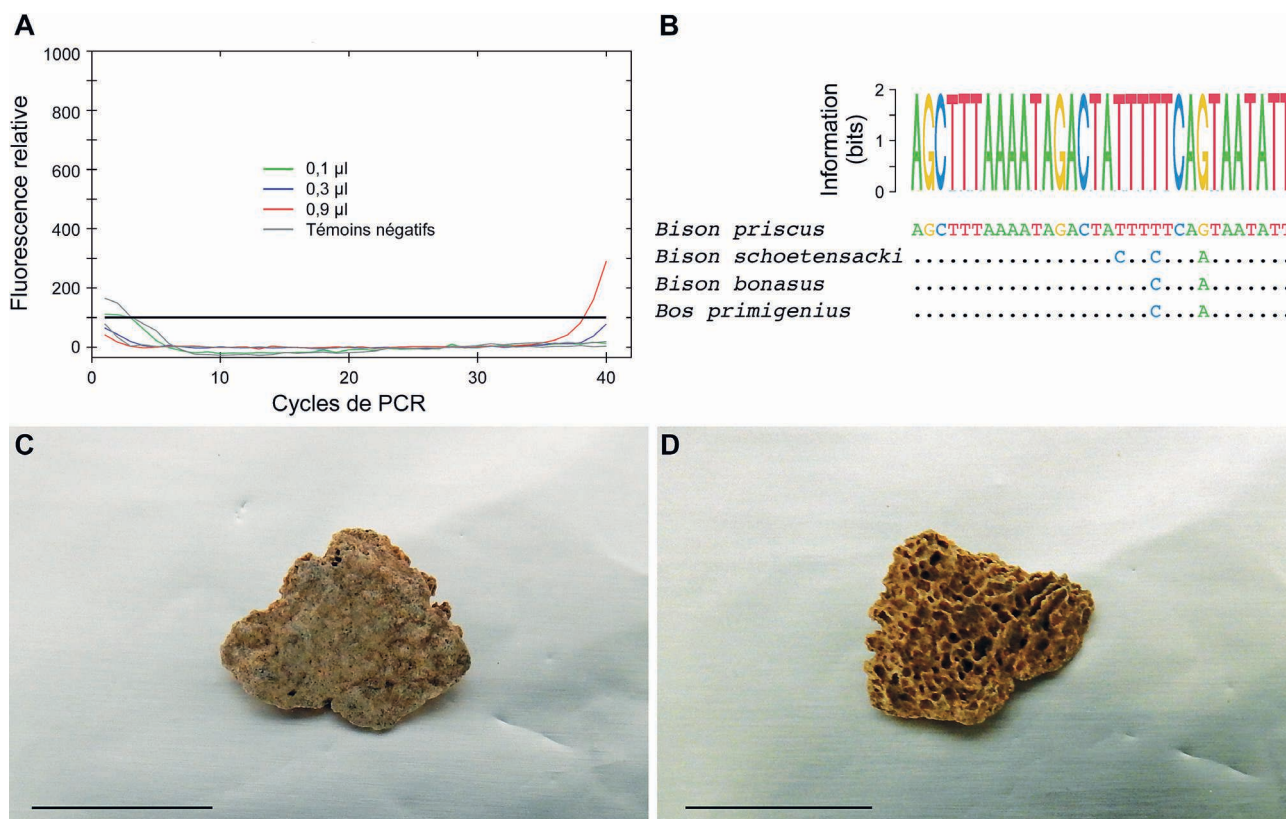 A
1000
800
600
400
200
0
Fluorescence relative
0,1 µl
0,3 µl
0,9 µl
Témoins négatifs
0 10 20 30 40
Cycles de PCR
B
2
1
0
Information
(bits)
AGCTTTAAAATAGACTATTTTTCAGTAATATT
Bison priscus AGCTTTAAAATAGACTATTTTTCAGTAATATT
Bison schoetensacki .................C..C...A.......
Bison bonasus ....................C...A.......
Bos primigenius ....................C...A.......
C
D